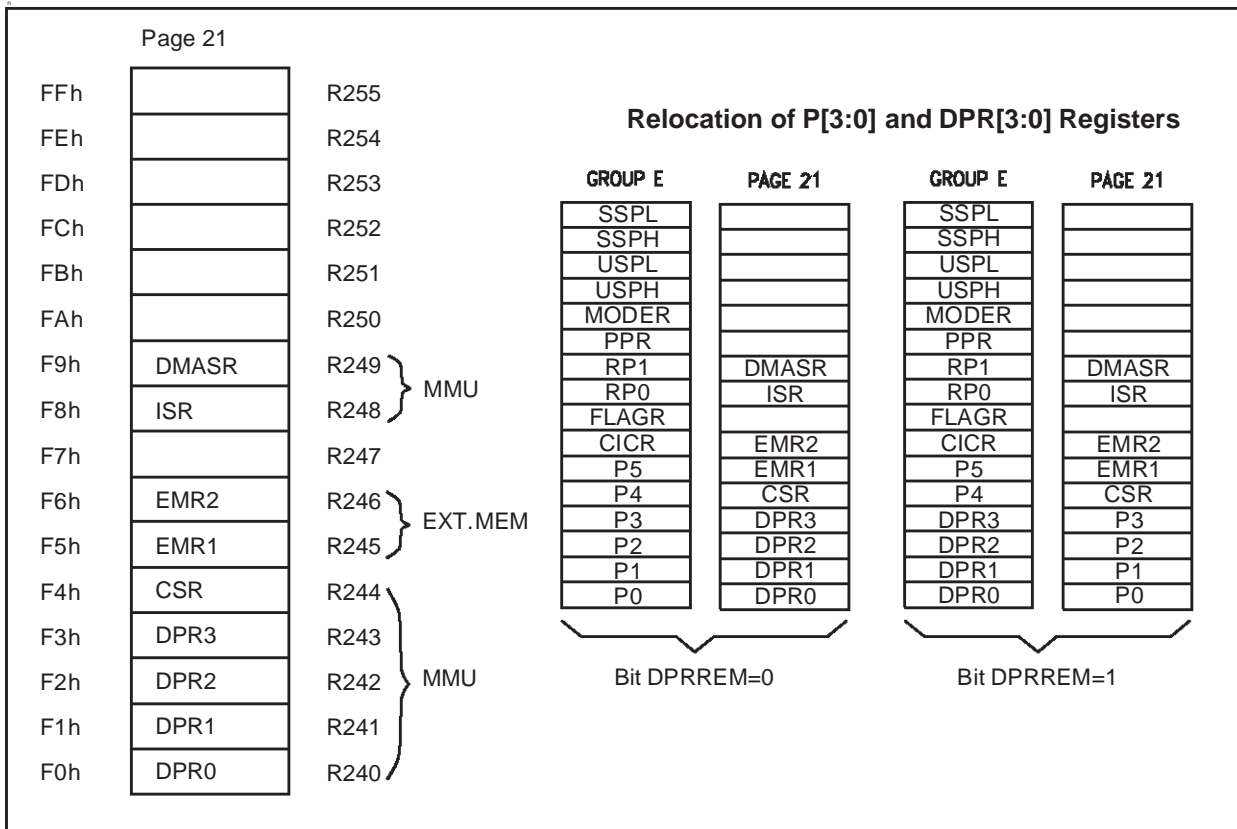 Page 21
FFh R255
FEh R254
FDh R253
FCh R252
FBh R251
FAh R250
F9h DMASR R249
F8h ISR R248
MMU
F7h R247
F6h EMR2 R246
F5h EMR1 R245
EXT.MEM
F4h CSR R244
F3h DPR3 R243
F2h DPR2 R242
F1h DPR1 R241
F0h DPR0 R240
MMU
Relocation of P[3:0] and DPR[3:0] Registers
GROUP E PAGE 21 GROUP E PAGE 21
SSPL SSPL
SSPH SSPH
USPL USPL
USPH USPH
MODER MODER
PPR PPR
RP1 DMASR RP1 DMASR
RP0 ISR RP0 ISR
FLAGR FLAGR
CICR EMR2 CICR EMR2
P5 EMR1 P5 EMR1
P4 CSR P4 CSR
P3 DPR3 DPR3 P3
P2 DPR2 DPR2 P2
P1 DPR1 DPR1 P1
P0 DPR0 DPR0 P0
Bit DPRREM=0 Bit DPRREM=1